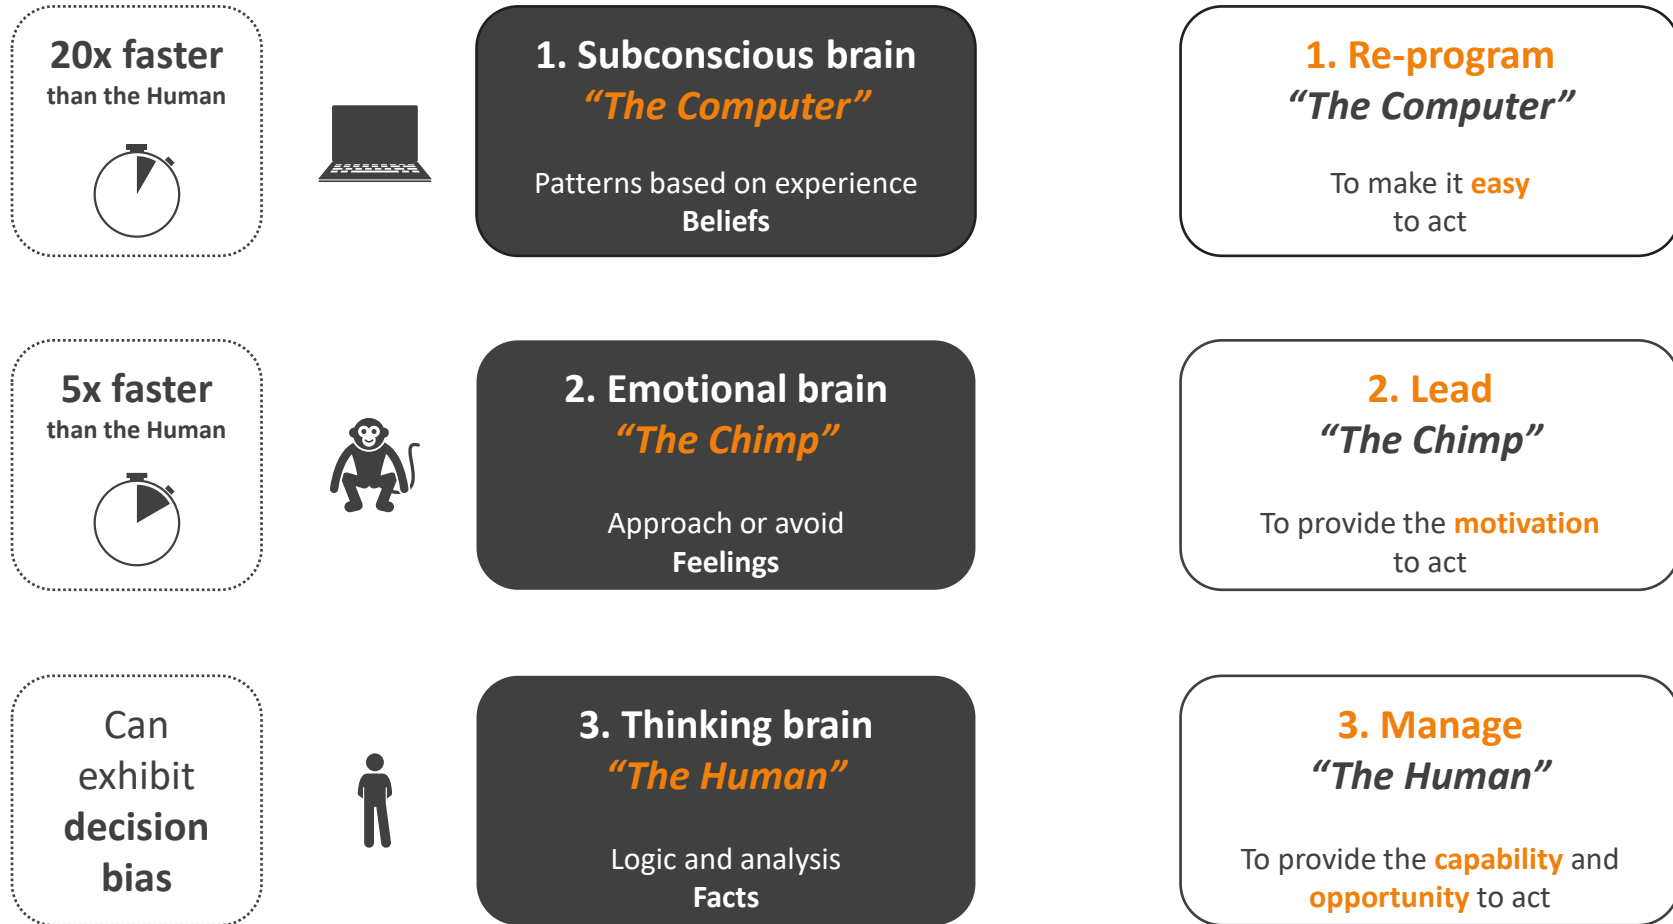 20x faster
than the Human
1. Subconscious brain
“The Computer”
Patterns based on experience
Beliefs
1. Re-program
“The Computer”
To make it easy
to act
5x faster
than the Human
2. Emotional brain
“The Chimp”
Approach or avoid
Feelings
2. Lead
“The Chimp”
To provide the motivation
to act
Can
exhibit
decision
bias
3. Thinking brain
“The Human”
Logic and analysis
Facts
3. Manage
“The Human”
To provide the capability and
opportunity to act